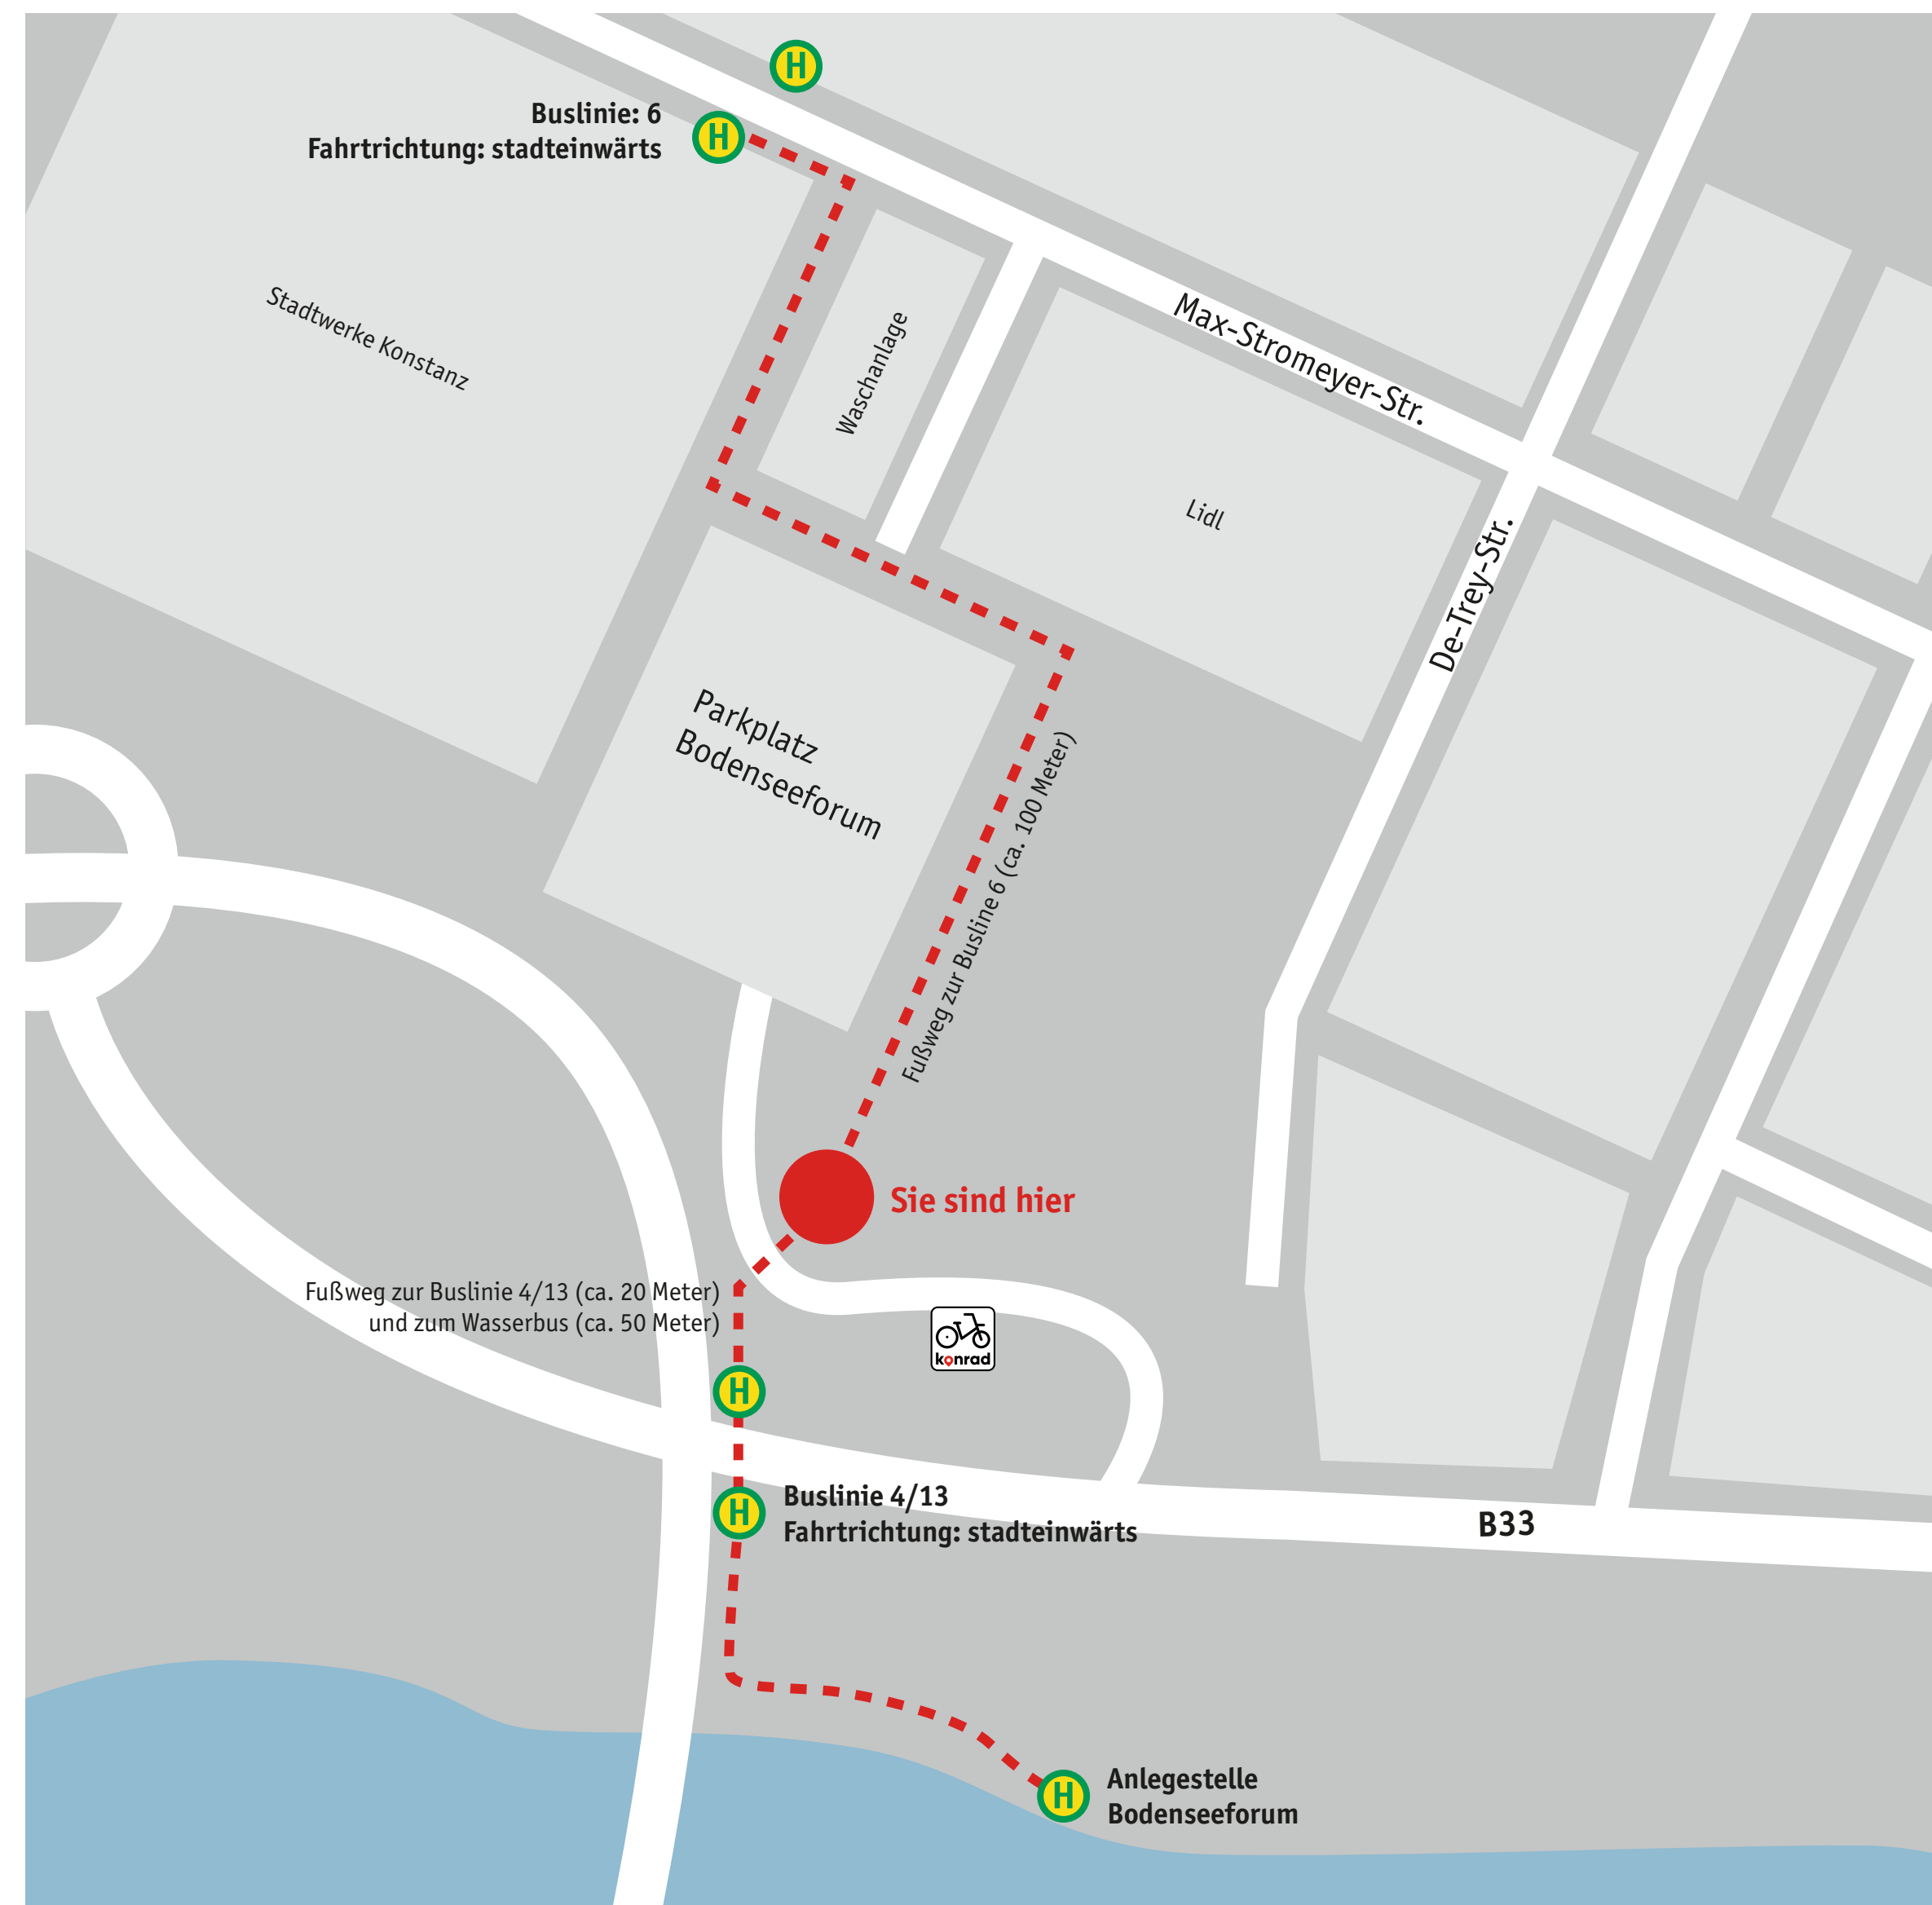 H
Buslinie: 6
Fahrtrichtung: stadteinwärts
H
Stadtwerke Konstanz
Waschanlage
Max-Stromeyer-Str.
Lidl
De-Trey-Str.
Parkplatz
Bodenseeforum
Fußweg zur Busline 6 (ca. 100 Meter)
Sie sind hier
Fußweg zur Buslinie 4/13 (ca. 20 Meter)
und zum Wasserbus (ca. 50 Meter)
konrad
H
H
Buslinie 4/13
Fahrtrichtung: stadteinwärts
B33
H
Anlegestelle
Bodenseeforum